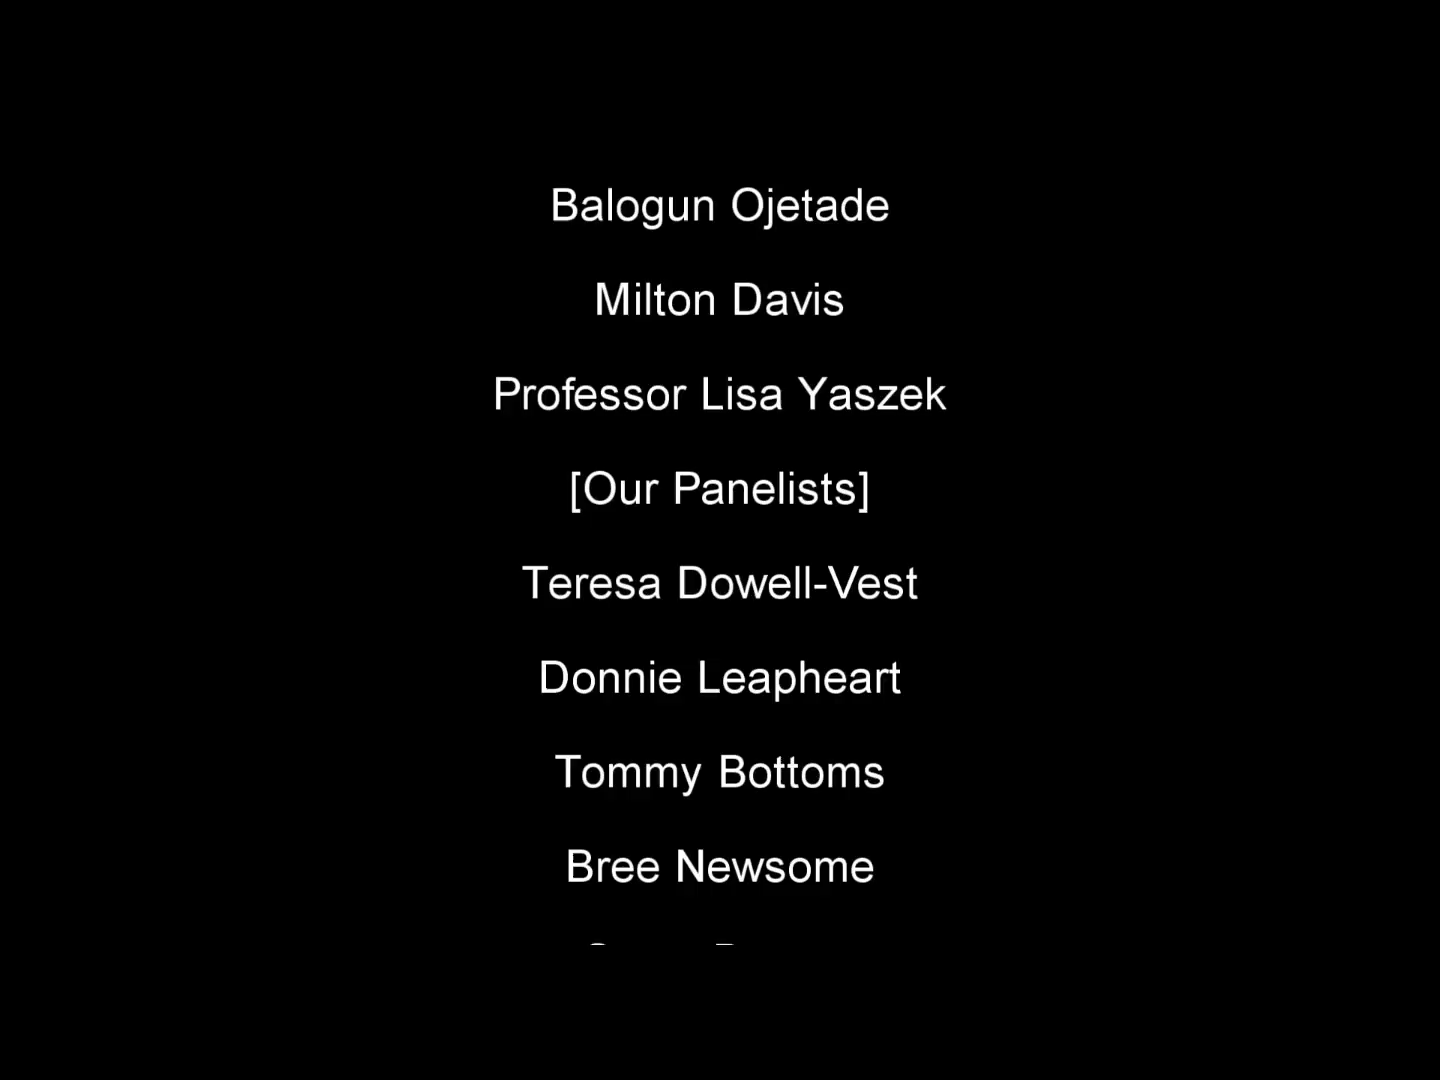 Balogun Ojetade
Milton Davis
Professor Lisa Yaszek
[Our Panelists]
Teresa Dowell-Vest
Donnie Leapheart
Tommy Bottoms
Bree Newsome